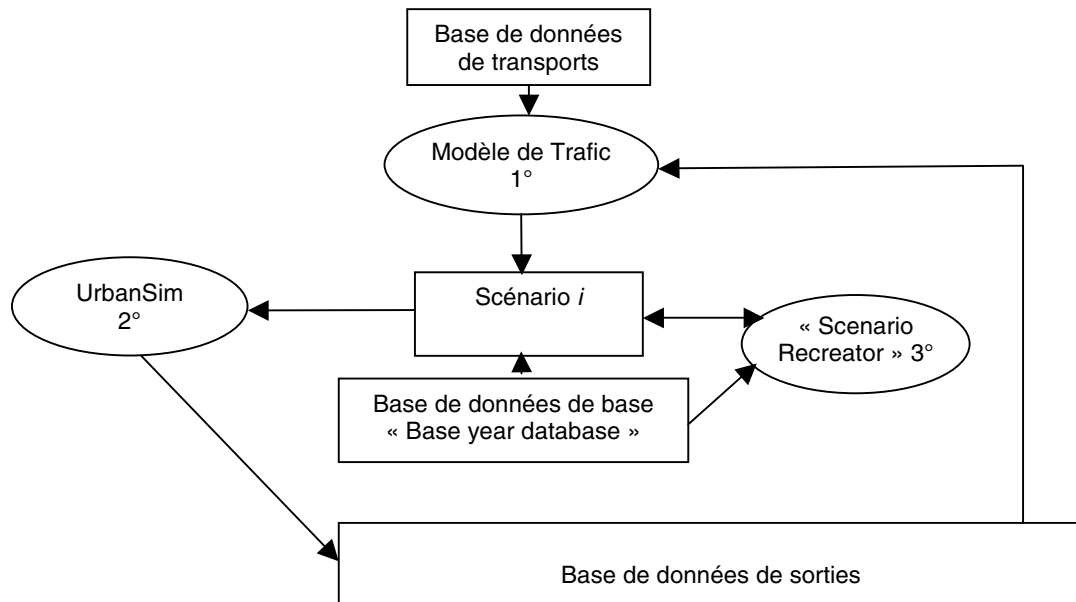 Base de données
de transports
Modèle de Trafic
1°
Scénario i
UrbanSim
2°
« Scenario
Recreator » 3°
Base de données de base
« Base year database »
Base de données de sorties